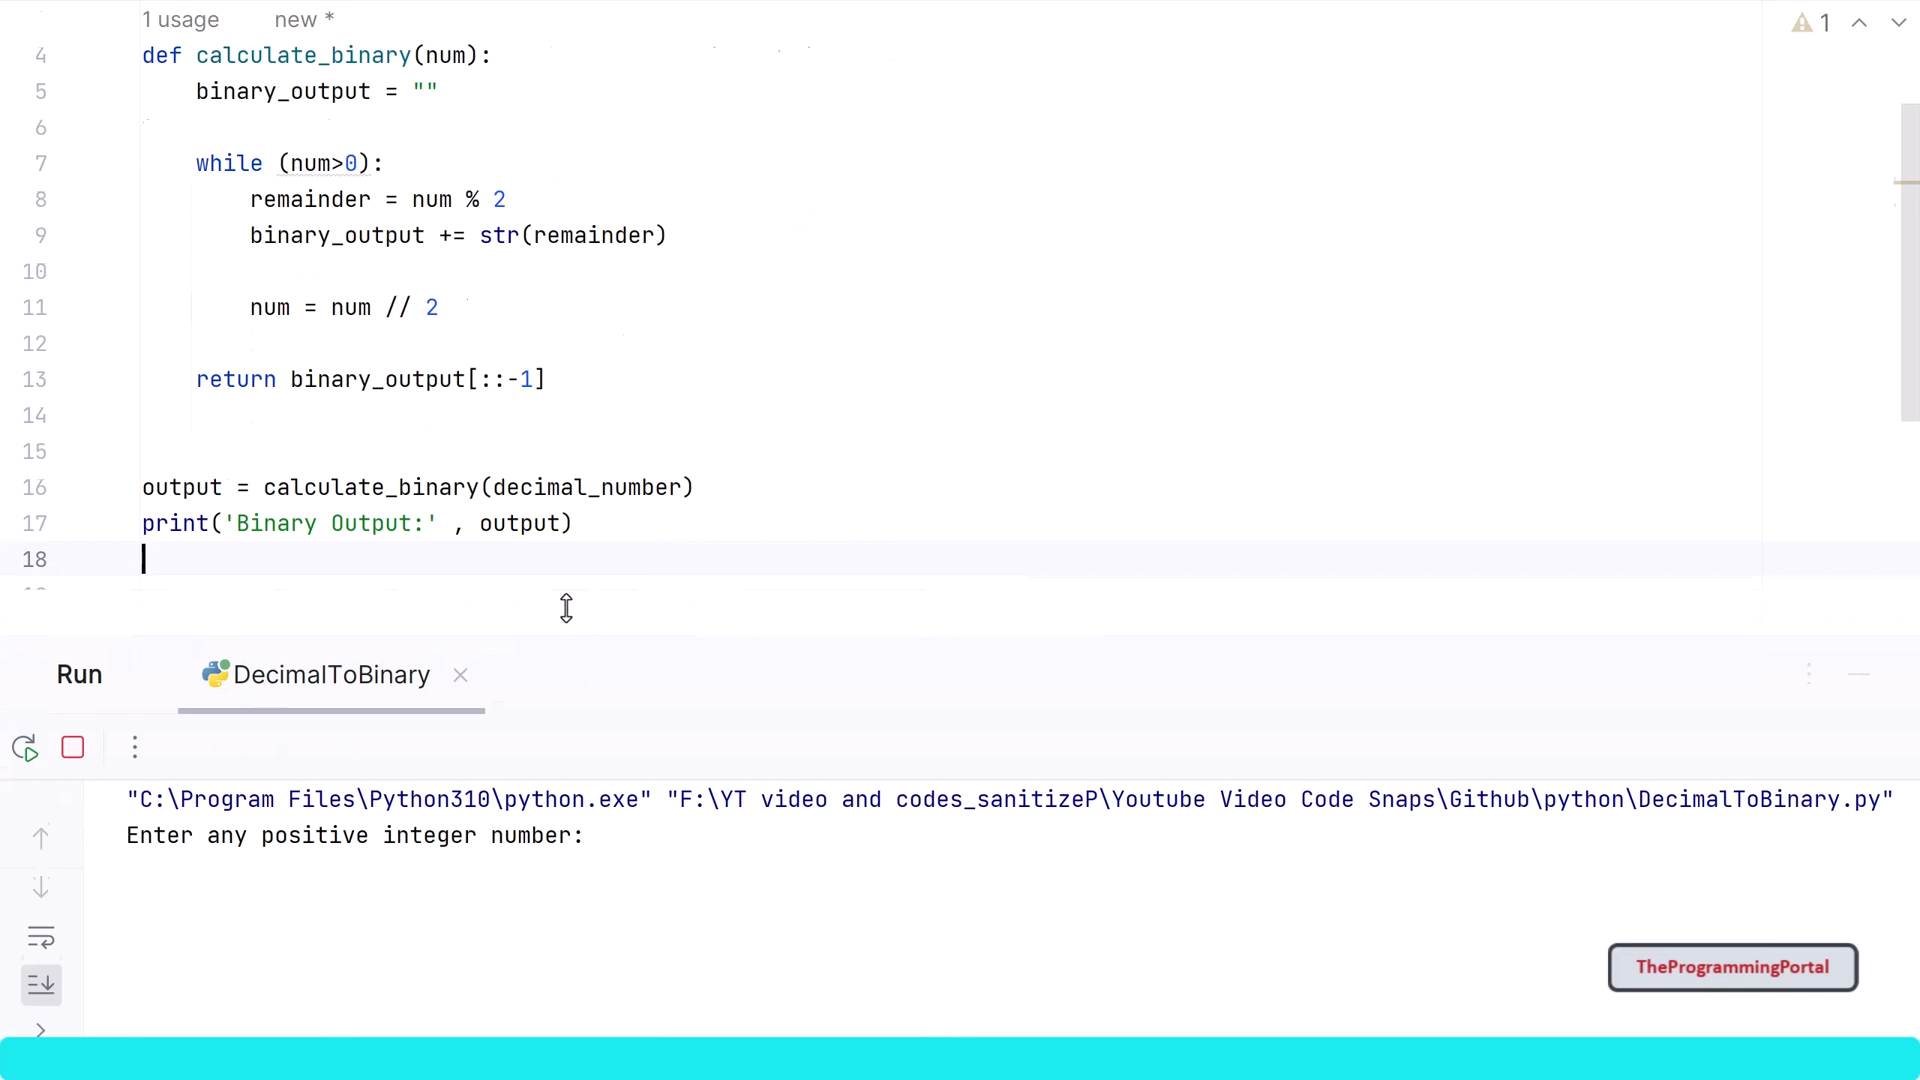 1 usage new *
1
4 def calculate_binary(num):
5 binary_output = ""
6
7 while (num>0):
8 remainder = num % 2
9 binary_output += str(remainder)
10
11 num = num // 2
12
13 return binary_output[::-1]
14
15
16 output = calculate_binary(decimal_number)
17 print('Binary Output:' , output)
18
Run DecimalToBinary
"C:\Program Files\Python310\python.exe" "F:\YT video and codes_sanitizeP\Youtube Video Code Snaps\Github\python\DecimalToBinary.py"
Enter any positive integer number:
TheProgrammingPortal